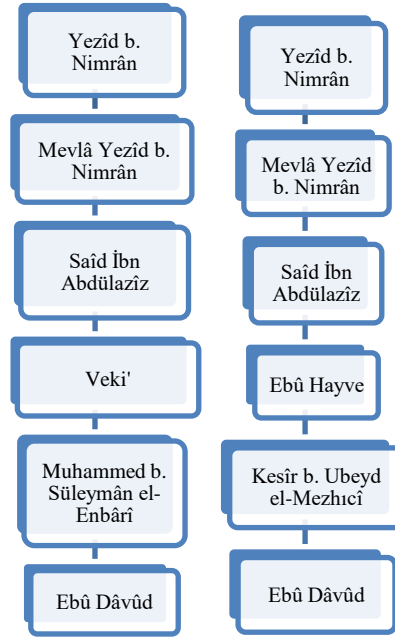 Yezîd b.
Nimrân
Mevlâ Yezîd b.
Nimrân
Saîd İbn
Abdülazîz
Veki'
Muhammed b.
Süleymân el-
Enbârî
Ebû Dâvûd
Yezîd b.
Nimrân
Mevlâ Yezîd
b. Nimrân
Saîd İbn
Abdülazîz
Ebû Hayve
Kesîr b. Ubeyd
el-Mezhıcî
Ebû Dâvûd